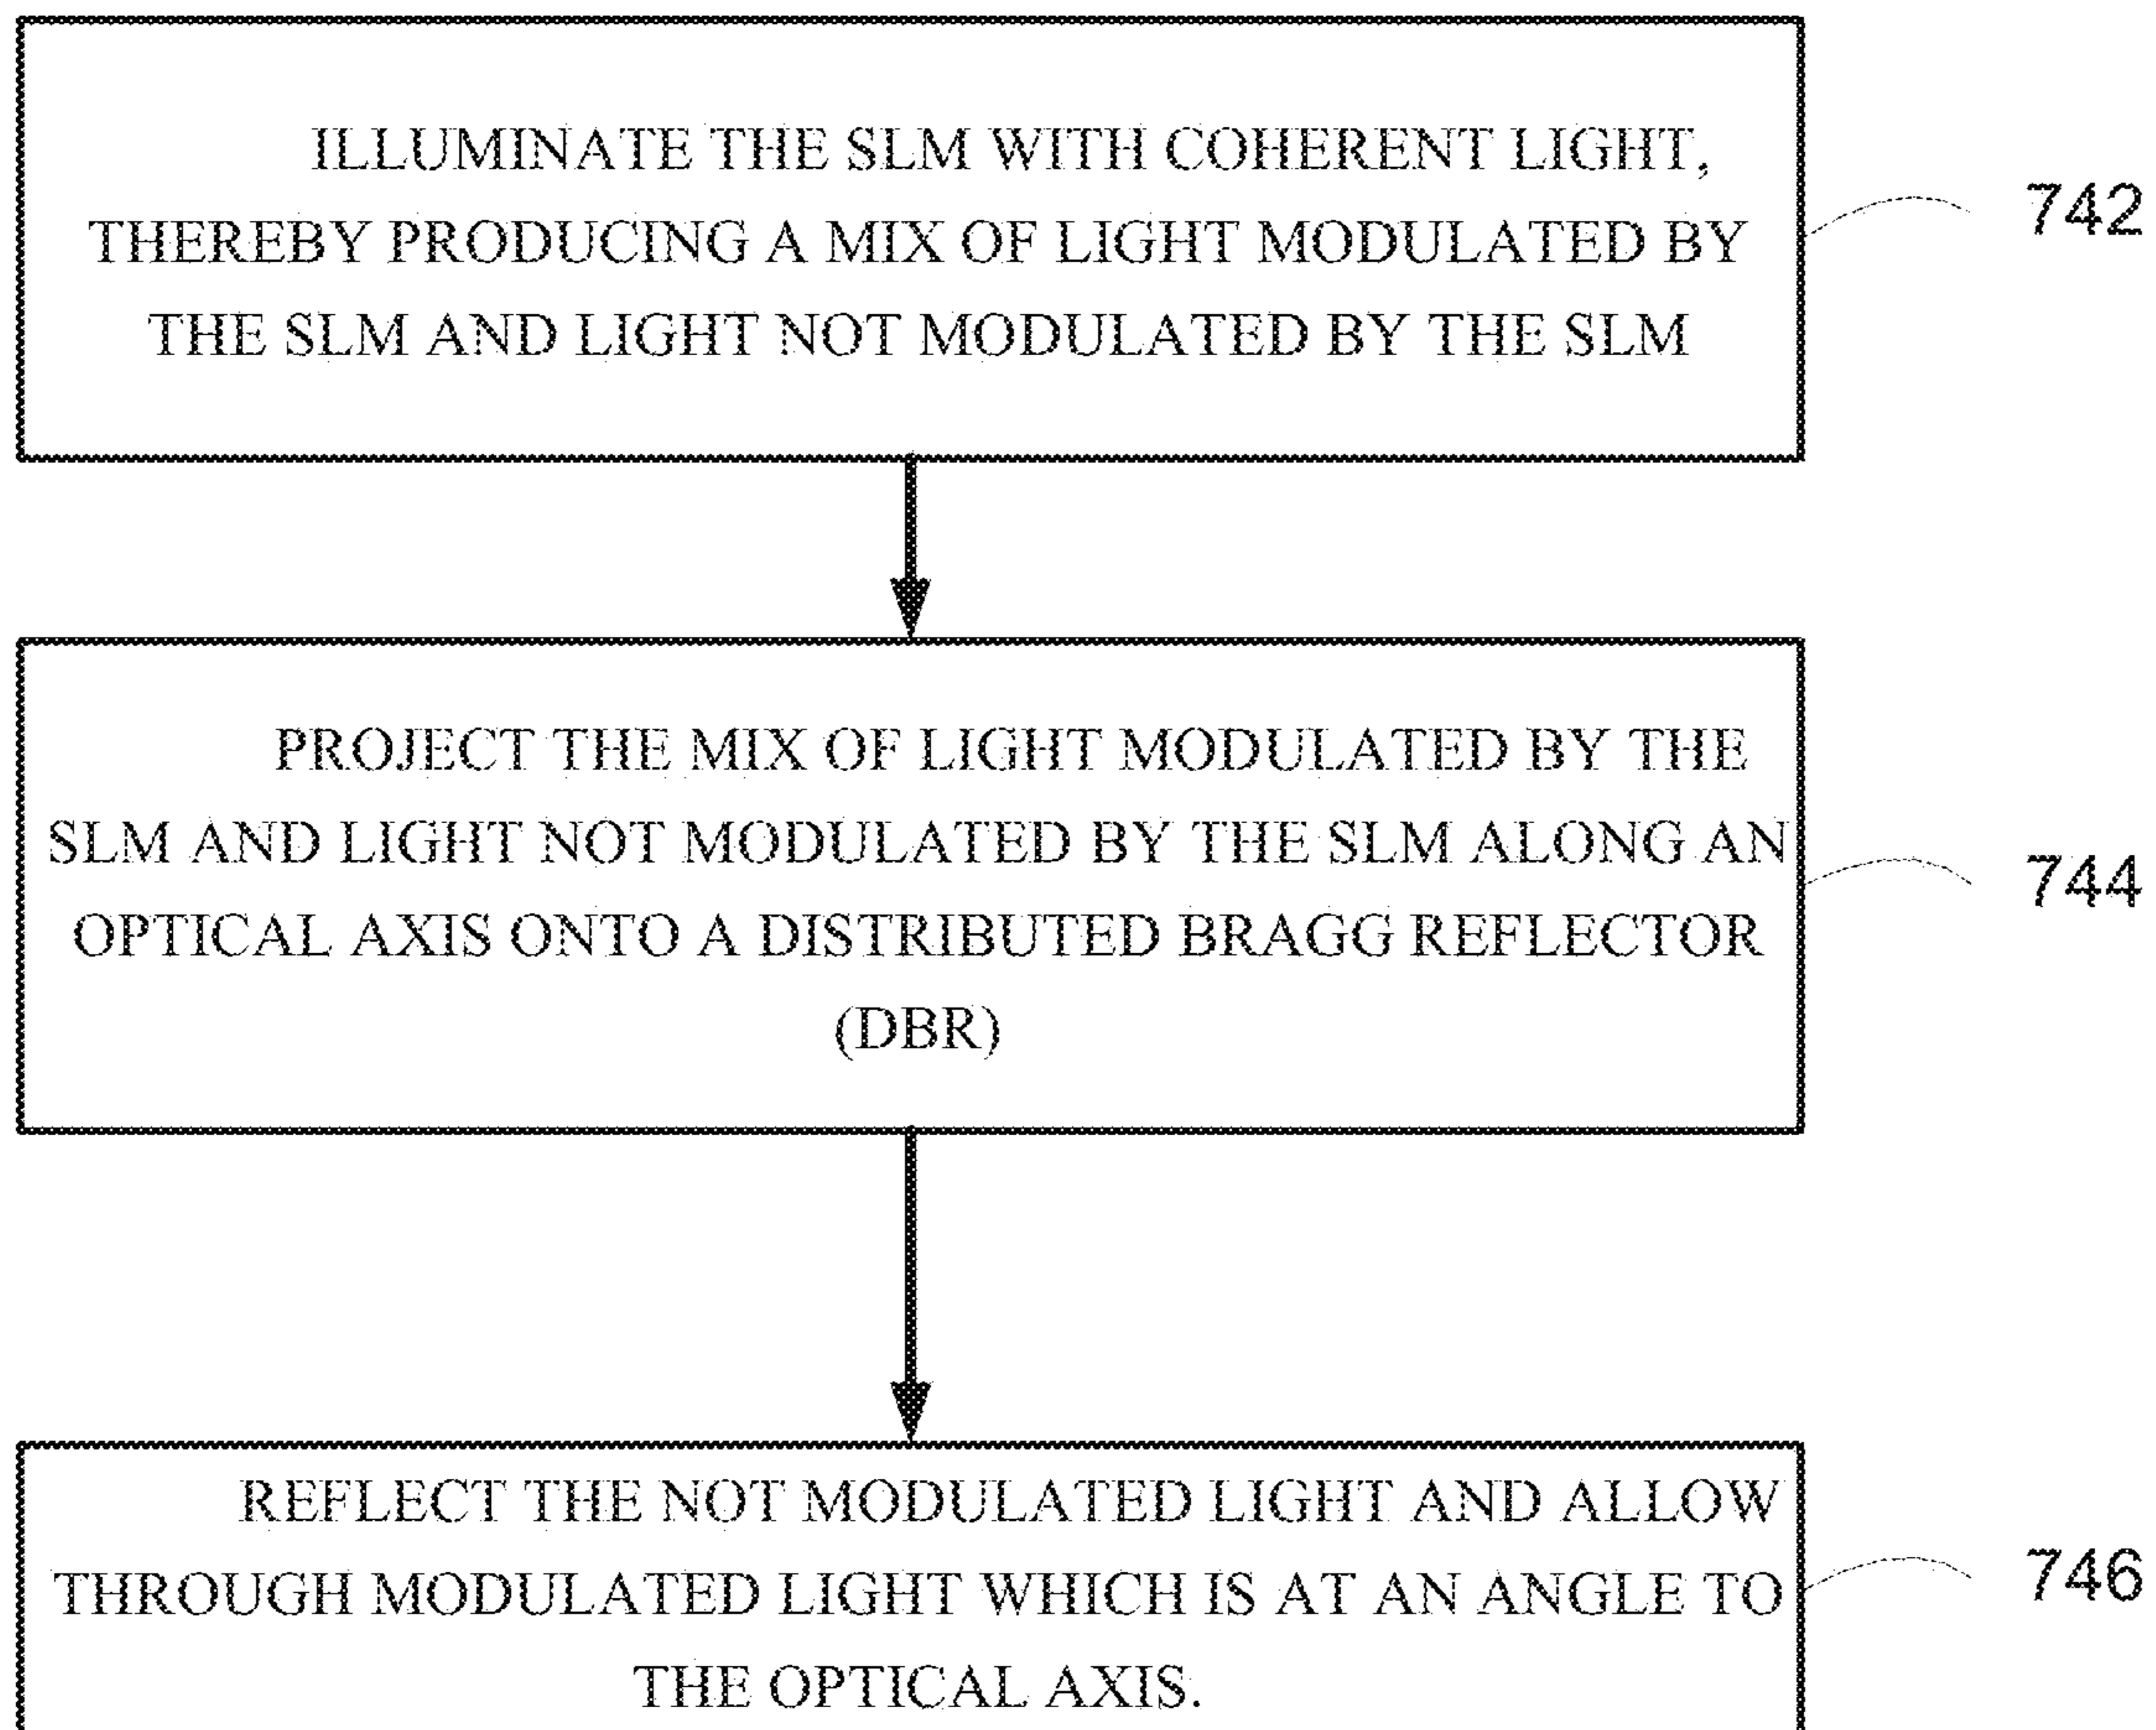 ILLUMINATE THE SLM WITH COHERENT LIGHT,
THEREBY PRODUCING A MIX OF LIGHT MODULATED BY
THE SLM AND LIGHT NOT MODULATED BY THE SLM
742
PROJECT THE MIX OF LIGHT MODULATED BY THE
SLM AND LIGHT NOT MODULATED BY THE SLM ALONG AN
OPTICAL AXIS ONTO A DISTRIBUTED BRAGG REFLECTOR
(DBR)
744
REFLECT THE NOT MODULATED LIGHT AND ALLOW
THROUGH MODULATED LIGHT WHICH IS AT AN ANGLE TO
THE OPTICAL AXIS.
746